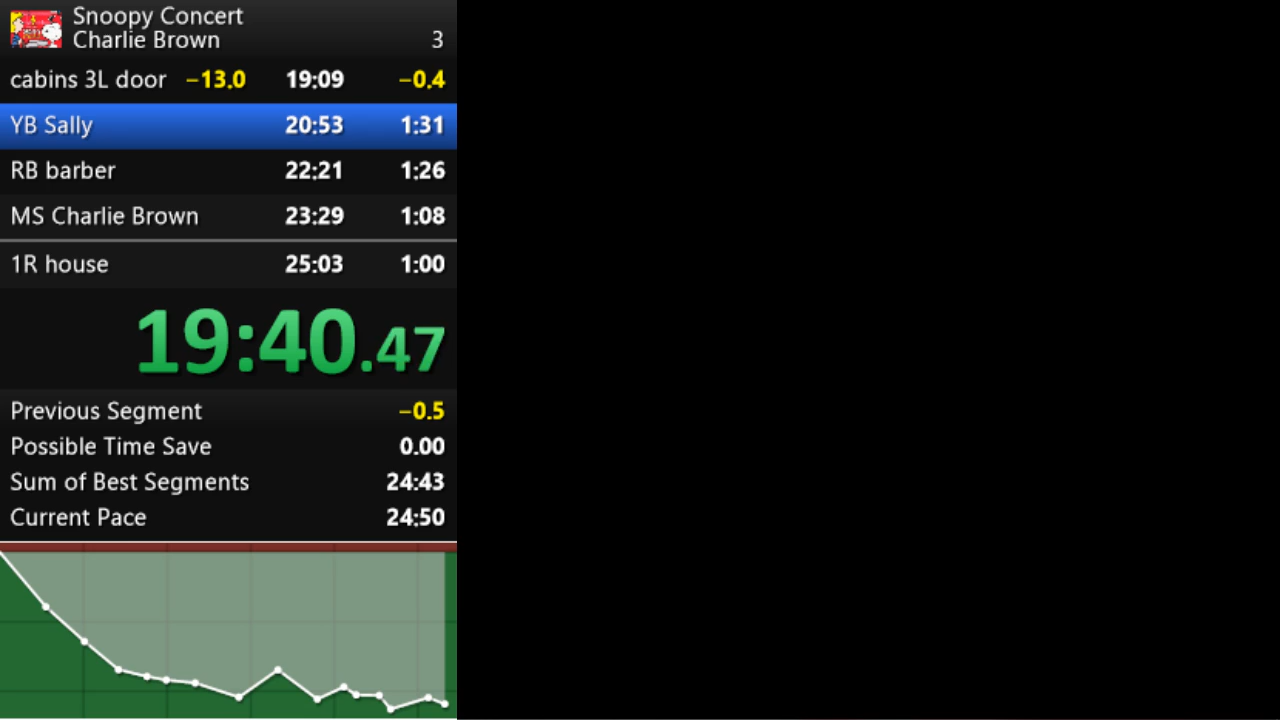 Snoopy Concert
Charlie Brown 3
cabins 3L door −13.0 19:09 −0.4
YB Sally 20:53 1:31
RB barber 22:21 1:26
MS Charlie Brown 23:29 1:08
1R house 25:03 1:00
19:40.47
Previous Segment −0.5
Possible Time Save 0.00
Sum of Best Segments 24:43
Current Pace 24:50